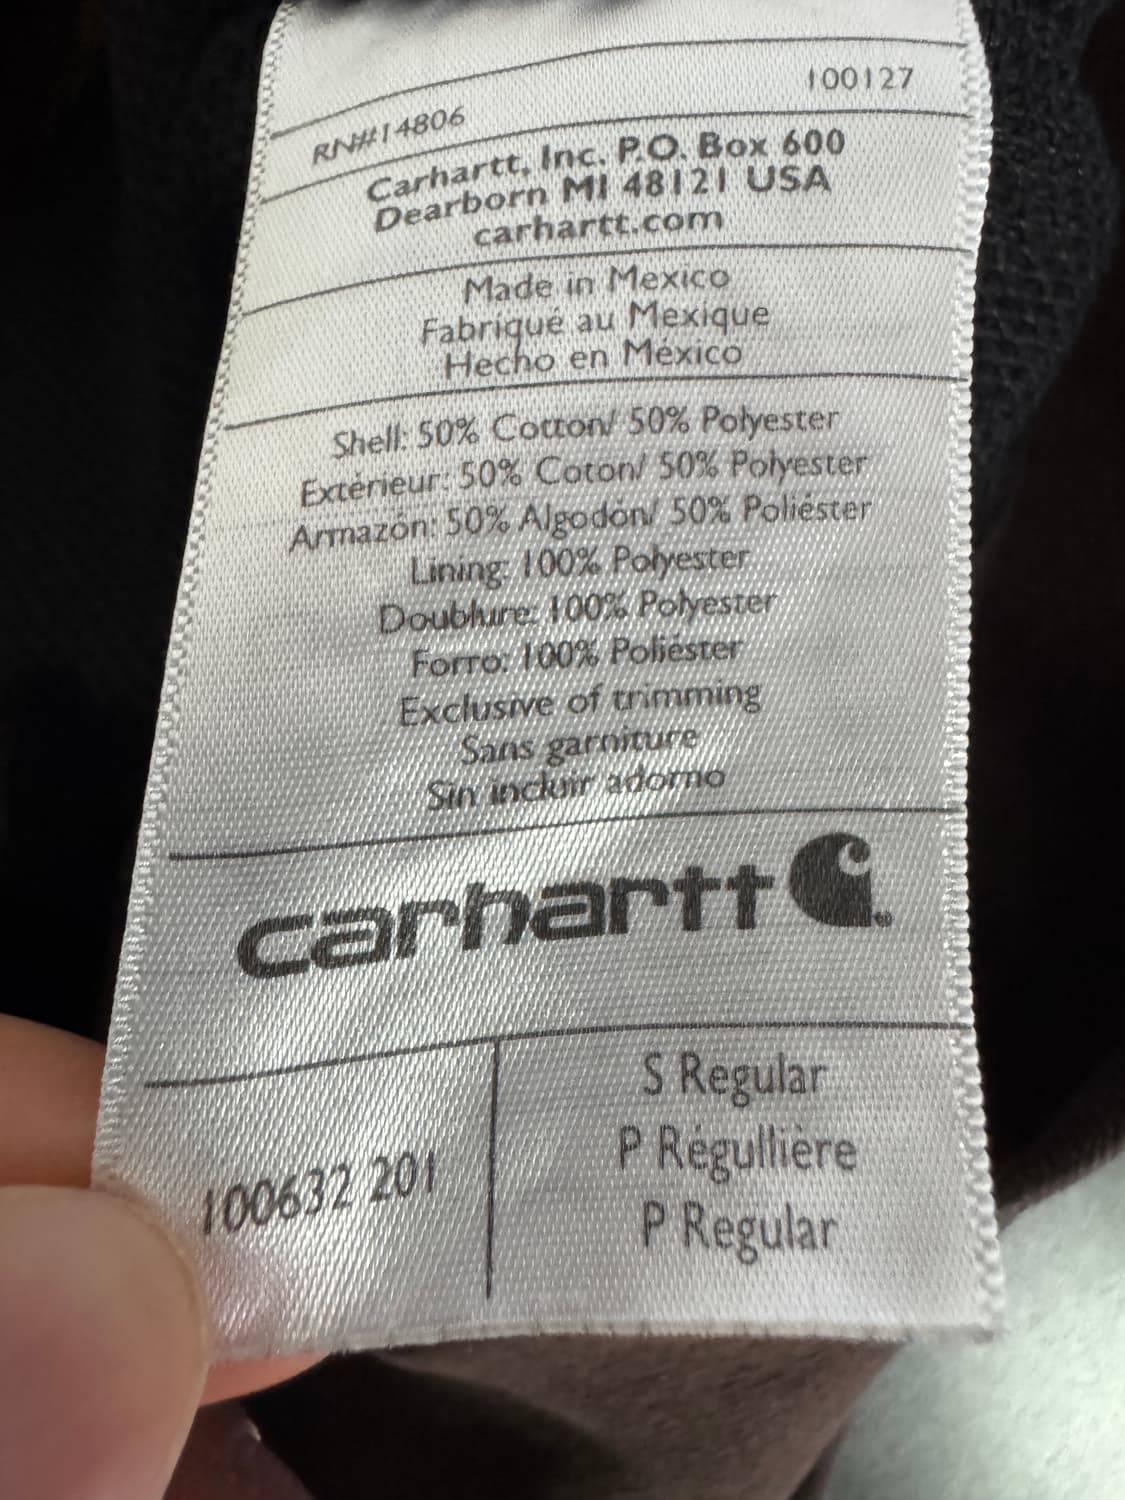 RN#14806 100127
Carhartt, Inc. P.O. Box 600
Dearborn MI 48121 USA
carhartt.com
Made in Mexico
Fabriqué au Mexique
Hecho en México
Shell: 50% Cotton/ 50% Polyester
Extérieur: 50% Coton/ 50% Polyester
Armazón: 50% Algodón/ 50% Poliéster
Lining: 100% Polyester
Doublure: 100% Polyester
Forro: 100% Poliéster
Exclusive of trimming
Sans garniture
Sin incluir adorno
carhartt
100632 201
S Regular
P Régullière
P Regular